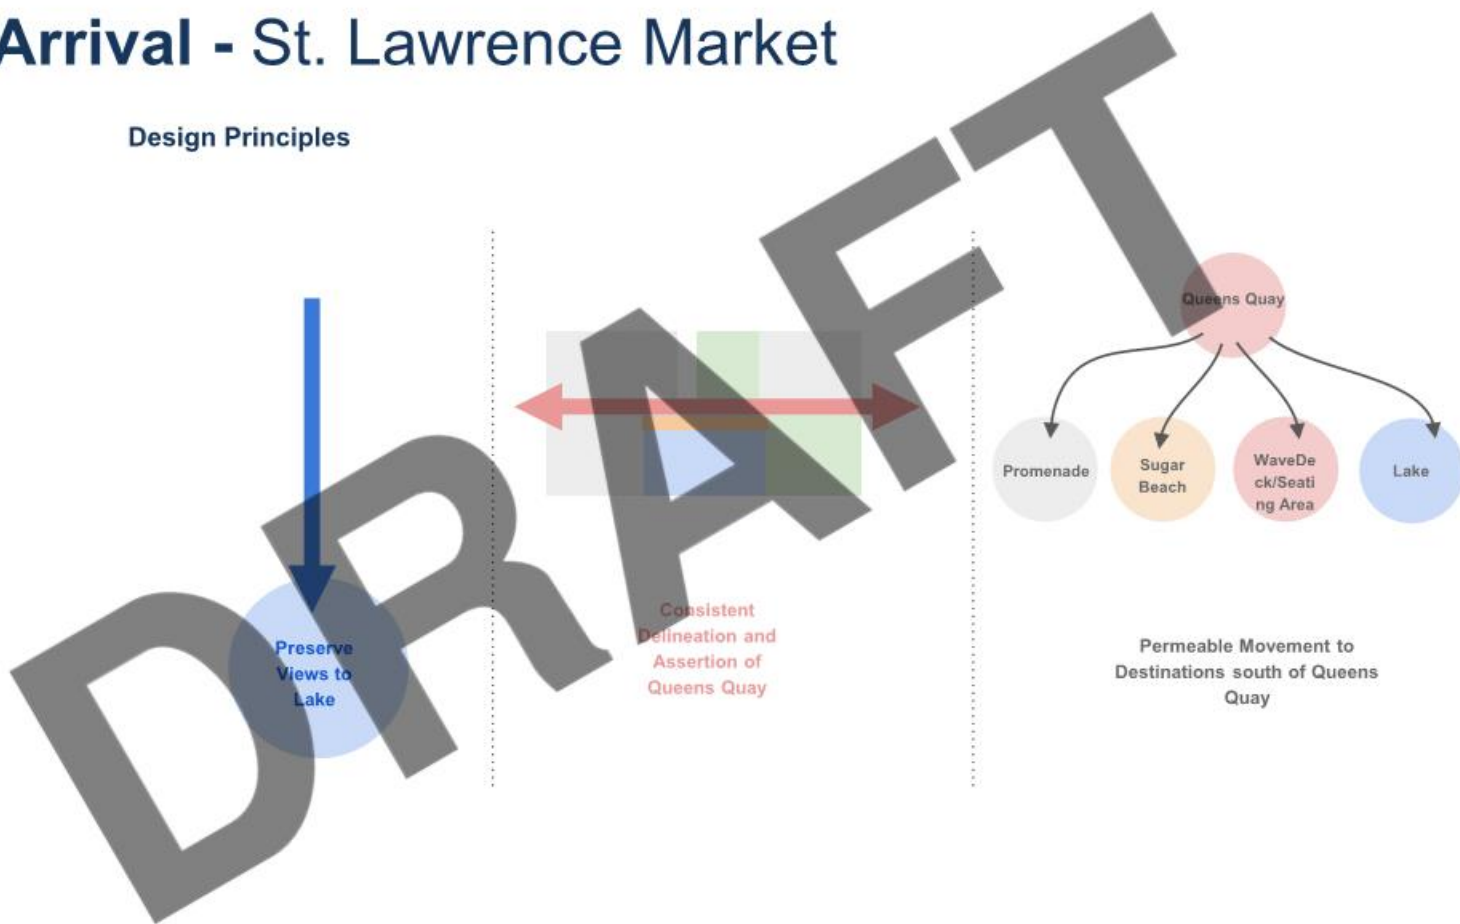 Arrival - St. Lawrence Market
Design Principles
Preserve
Views to
Lake
Consistent
Delineation and
Assertion of
Queens Quay
Queens Quay
Promenade
Sugar
Beach
WaveDe
ck/Seati
ng Area
Lake
Permeable Movement to
Destinations south of Queens
Quay
DRAFT